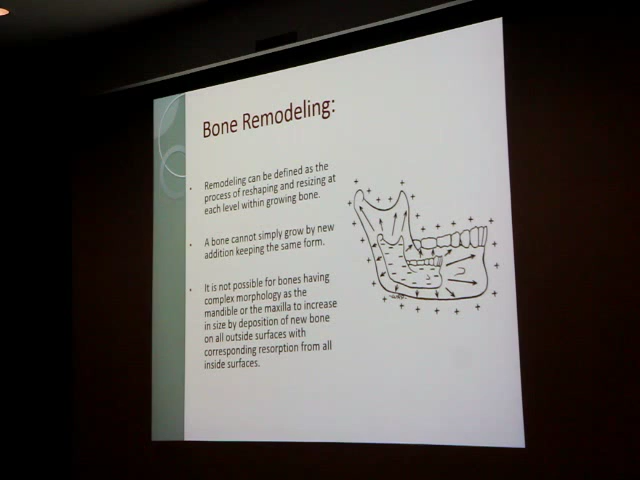 Bone Remodeling:
Remodeling can be defined as the
process of reshaping and resizing at
each level within growing bone.
A bone cannot simply grow by new
addition keeping the same form.
It is not possible for bones having
complex morphology as the
mandible or the maxilla to increase
in size by deposition of new bone
on all outside surfaces with
corresponding resorption from all
inside surfaces.